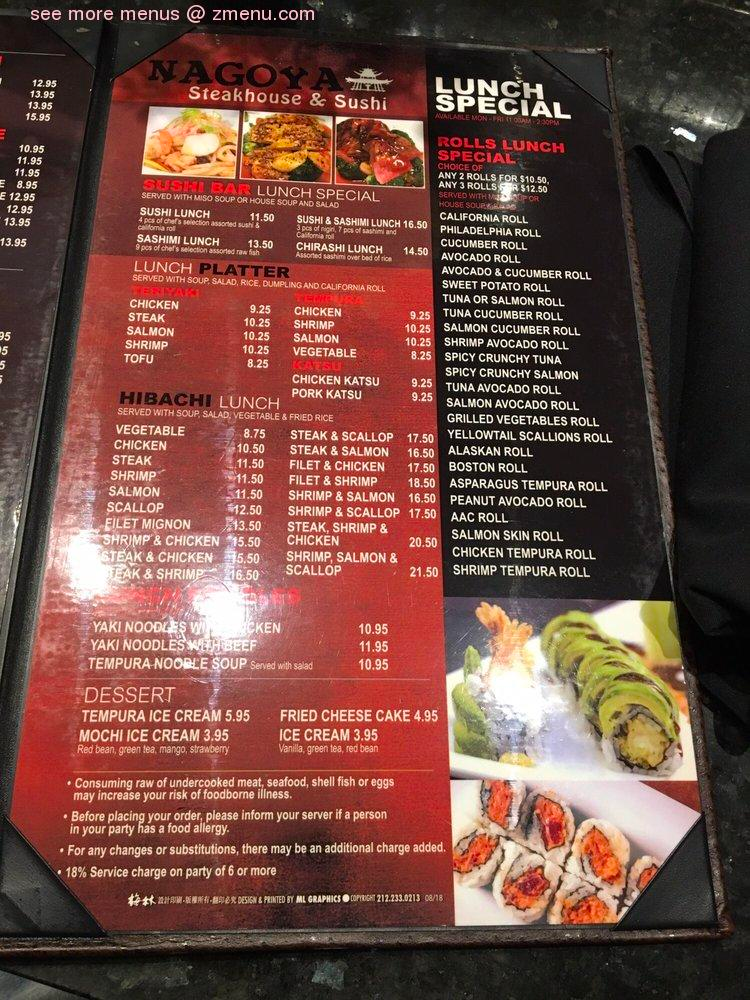 see more menus @ zmenu.com
12.95
13.95
13.95
15.95
10.95
11.95
11.95
8.95
12.95
12.95
13.95
13.95
NAGOYA
Steakhouse & Sushi
SUSHI BAR LUNCH SPECIAL
SERVED WITH MISO SOUP OR HOUSE SOUP AND SALAD
SUSHI LUNCH 11.50
4 pcs of chef's selection assorted sushi &
california roll
SASHIMI LUNCH 13.50
9 pcs of chef's selection assorted raw fish
SUSHI & SASHIMI LUNCH 16.50
3 pcs of nigiri, 7 pcs of sashimi and
California roll
CHIRASHI LUNCH 14.50
Assorted sashimi over bed of rice
LUNCH PLATTER
SERVED WITH SOUP, SALAD, RICE, DUMPLING AND CALIFORNIA ROLL
TERIYAKI
CHICKEN 9.25
STEAK 10.25
SALMON 10.25
SHRIMP 10.25
TOFU 8.25
TEMPURA
CHICKEN 9.25
SHRIMP 10.25
SALMON 10.25
VEGETABLE 8.25
KATSU
CHICKEN KATSU 9.25
PORK KATSU 9.25
HIBACHI LUNCH
SERVED WITH SOUP, SALAD, VEGETABLE & FRIED RICE
VEGETABLE 8.75
CHICKEN 10.50
STEAK 11.50
SHRIMP 11.50
SALMON 11.50
SCALLOP 12.50
FILET MIGNON 13.50
SHRIMP & CHICKEN 15.50
STEAK & CHICKEN 15.50
STEAK & SHRIMP 16.50
STEAK & SCALLOP 17.50
STEAK & SALMON 16.50
FILET & CHICKEN 17.50
FILET & SHRIMP 18.50
SHRIMP & SALMON 16.50
SHRIMP & SCALLOP 17.50
STEAK, SHRIMP &
CHICKEN 20.50
SHRIMP, SALMON &
SCALLOP 21.50
YAKI NOODLES WITH CHICKEN 10.95
YAKI NOODLES WITH BEEF 11.95
TEMPURA NOODLE SOUP Served with salad 10.95
DESSERT
TEMPURA ICE CREAM 5.95
MOCHI ICE CREAM 3.95
Red bean, green tea, mango, strawberry
FRIED CHEESE CAKE 4.95
ICE CREAM 3.95
Vanilla, green tea, red bean
• Consuming raw of undercooked meat, seafood, shell fish or eggs
may increase your risk of foodborne illness.
• Before placing your order, please inform your server if a person
in your party has a food allergy.
• For any changes or substitutions, there may be an additional charge added.
• 18% Service charge on party of 6 or more
梅林 設計印刷·版權所有·翻印必究 DESIGN & PRINTED BY ML GRAPHICS COPYRIGHT 212.233.0213 08/18
LUNCH
SPECIAL
AVAILABLE MON - FRI 11:00AM - 2:30PM
ROLLS LUNCH
SPECIAL
CHOICE OF
ANY 2 ROLLS FOR $10.50,
ANY 3 ROLLS FOR $12.50
SERVED WITH MISO SOUP OR
HOUSE SOUP
CALIFORNIA ROLL
PHILADELPHIA ROLL
CUCUMBER ROLL
AVOCADO ROLL
AVOCADO & CUCUMBER ROLL
SWEET POTATO ROLL
TUNA OR SALMON ROLL
TUNA CUCUMBER ROLL
SALMON CUCUMBER ROLL
SHRIMP AVOCADO ROLL
SPICY CRUNCHY TUNA
SPICY CRUNCHY SALMON
TUNA AVOCADO ROLL
SALMON AVOCADO ROLL
GRILLED VEGETABLES ROLL
YELLOWTAIL SCALLIONS ROLL
ALASKAN ROLL
BOSTON ROLL
ASPARAGUS TEMPURA ROLL
PEANUT AVOCADO ROLL
AAC ROLL
SALMON SKIN ROLL
CHICKEN TEMPURA ROLL
SHRIMP TEMPURA ROLL